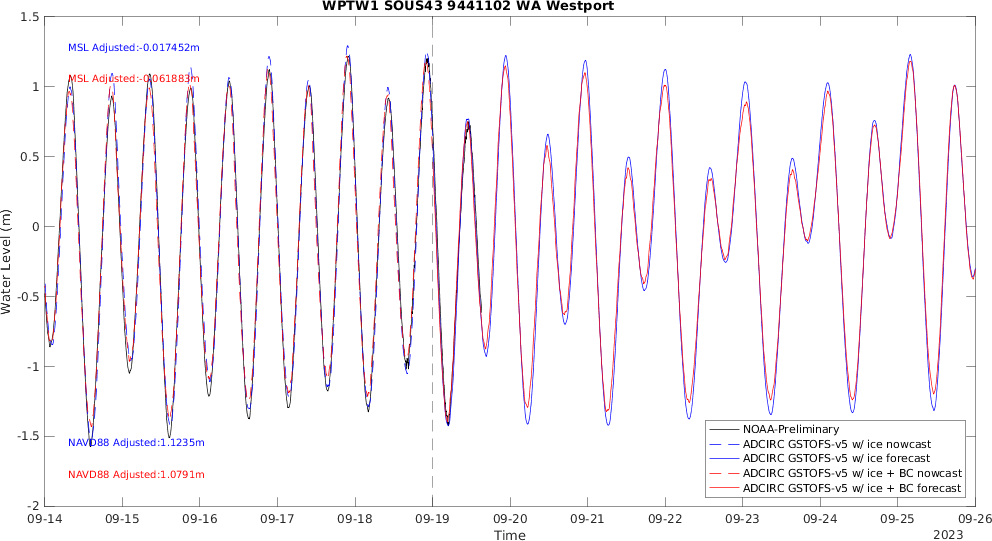 WPTW1 SOUS43 9441102 WA Westport
1.5
1
0.5
0
-0.5
-1
-1.5
-2
Water Level (m)
MSL Adjusted:-0.017452m
MSL Adjusted:-0.061883m
NAVD88 Adjusted:1.1235m
NAVD88 Adjusted:1.0791m
NOAA-Preliminary
ADCIRC GSTOFS-v5 w/ ice nowcast
ADCIRC GSTOFS-v5 w/ ice forecast
ADCIRC GSTOFS-v5 w/ ice + BC nowcast
ADCIRC GSTOFS-v5 w/ ice + BC forecast
09-14 09-15 09-16 09-17 09-18 09-19 09-20 09-21 09-22 09-23 09-24 09-25 09-26
Time
2023